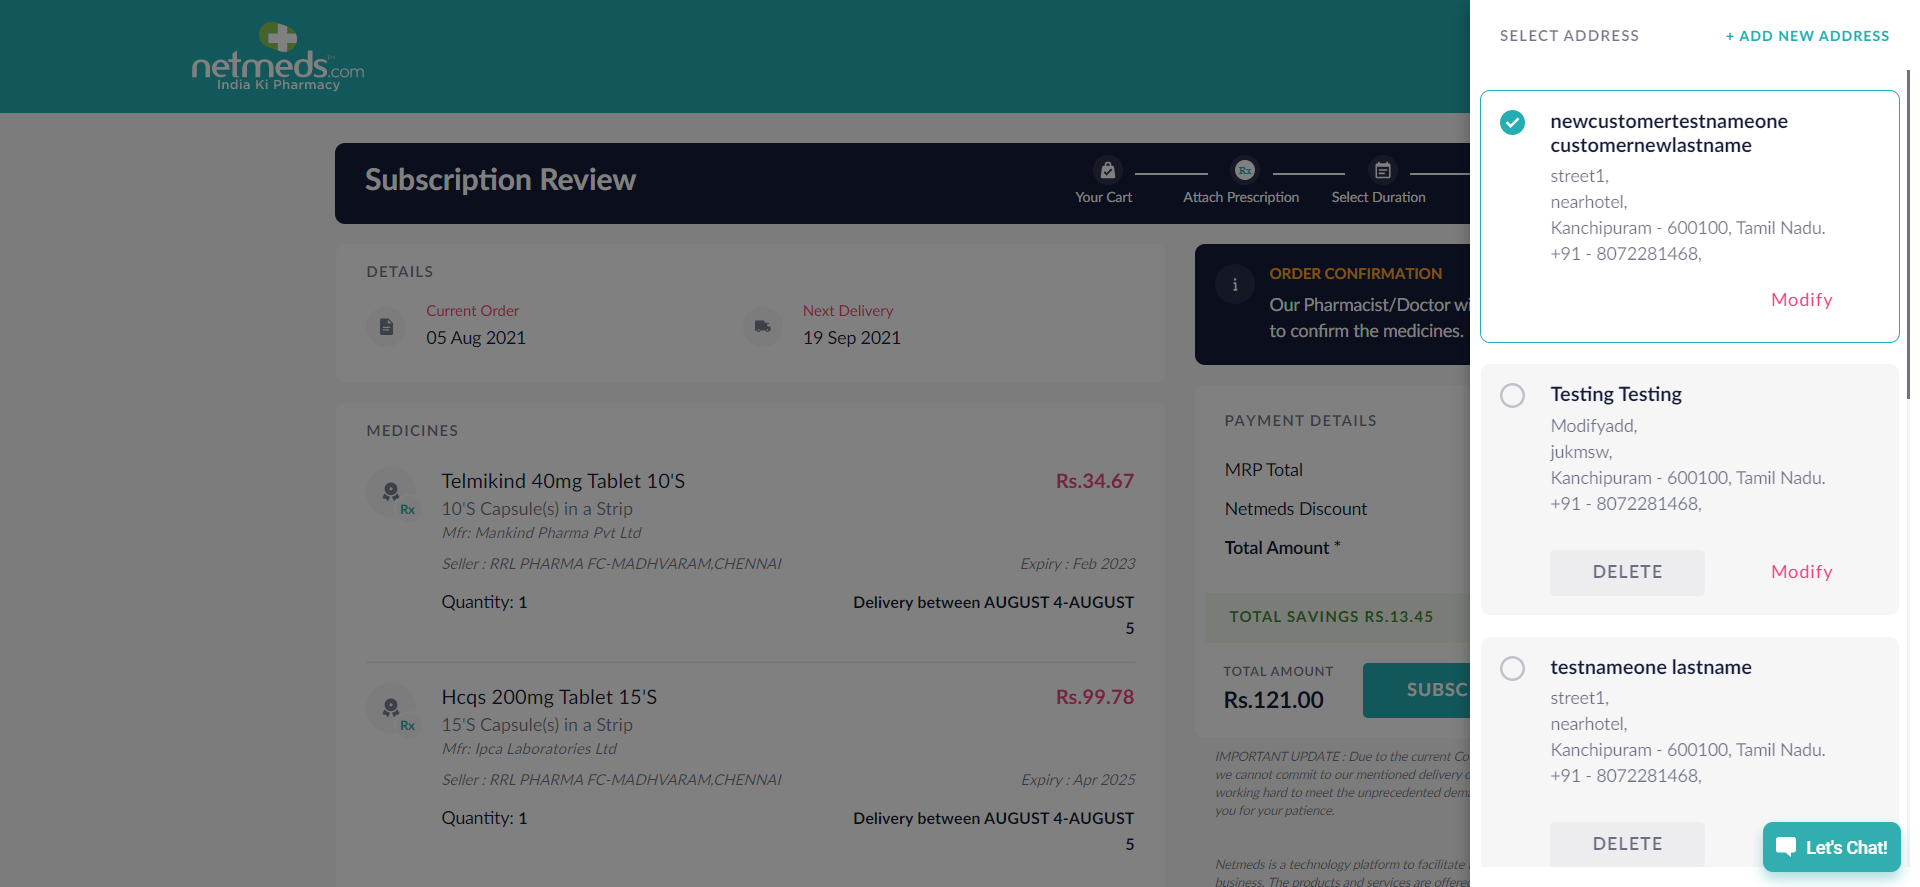 netmeds.com
India Ki Pharmacy
Subscription Review
Your Cart
Attach Prescription
Select Duration
DETAILS
Current Order
05 Aug 2021
Next Delivery
19 Sep 2021
MEDICINES
Rx
Telmikind 40mg Tablet 10'S
Rs.34.67
10'S Capsule(s) in a Strip
Mfr: Mankind Pharma Pvt Ltd
Seller : RRL PHARMA FC-MADHVARAM,CHENNAI
Expiry : Feb 2023
Quantity: 1
Delivery between AUGUST 4-AUGUST
5
Rx
Hcqs 200mg Tablet 15'S
Rs.99.78
15'S Capsule(s) in a Strip
Mfr: Ipca Laboratories Ltd
Seller : RRL PHARMA FC-MADHVARAM,CHENNAI
Expiry : Apr 2025
Quantity: 1
Delivery between AUGUST 4-AUGUST
5
ORDER CONFIRMATION
Our Pharmacist/Doctor wi
to confirm the medicines.
PAYMENT DETAILS
MRP Total
Netmeds Discount
Total Amount *
TOTAL SAVINGS RS.13.45
TOTAL AMOUNT
Rs.121.00
SUBSC
IMPORTANT UPDATE : Due to the current Co
we cannot commit to our mentioned delivery
working hard to meet the unprecedented dema
you for your patience.
Netmeds is a technology platform to facilitate
business. The products and services are offered
SELECT ADDRESS
+ ADD NEW ADDRESS
newcustomertestnameone
customernewlastname
street1,
nearhotel,
Kanchipuram - 600100, Tamil Nadu.
+91 - 8072281468,
Modify
Testing Testing
Modifyadd,
jukmsw,
Kanchipuram - 600100, Tamil Nadu.
+91 - 8072281468,
DELETE
Modify
testnameone lastname
street1,
nearhotel,
Kanchipuram - 600100, Tamil Nadu.
+91 - 8072281468,
DELETE
Let's Chat!